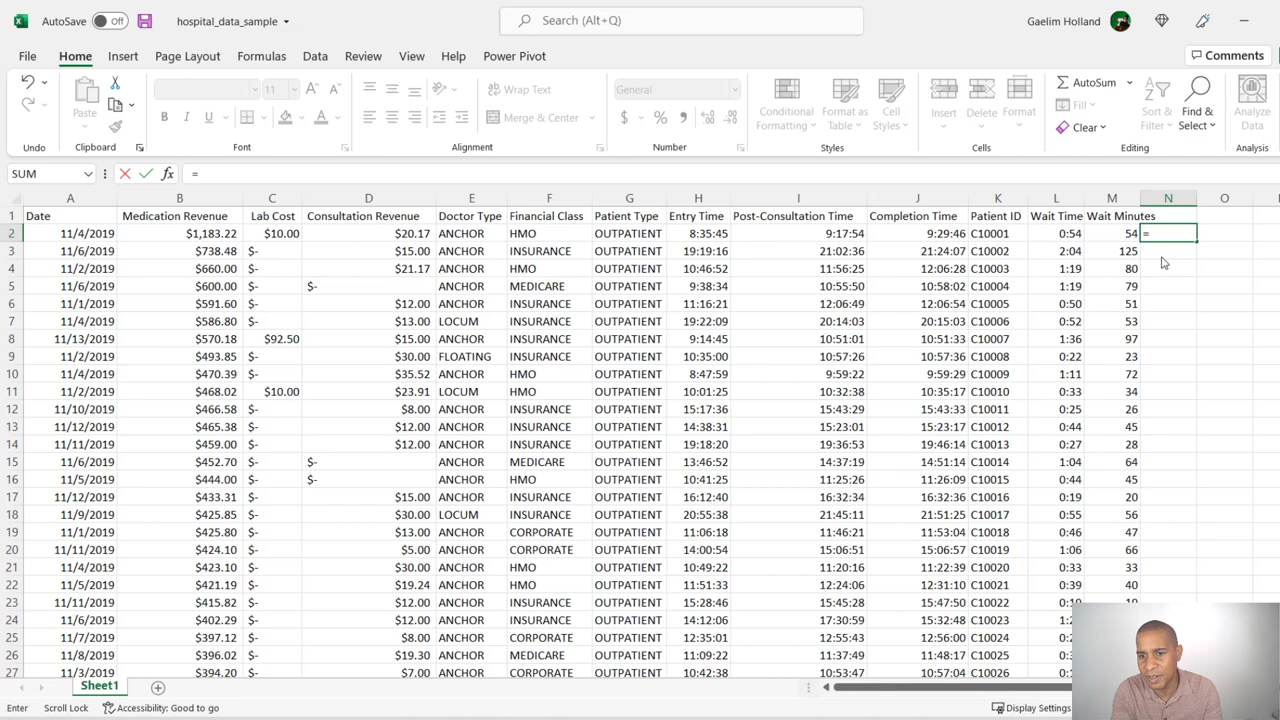 AutoSave Off hospital_data_sample Search (Alt+Q) Gaelim Holland
File Home Insert Page Layout Formulas Data Review View Help Power Pivot Comments
Paste 11 Wrap Text General Conditional Format as Cell Insert Delete Format AutoSum Sort & Find & Analyze
B I U Merge & Center $ % Formatting Table Styles Fill Filter Select Data
Clear
Undo Clipboard Font Alignment Number Styles Cells Editing Analysis
SUM fx =
A B C D E F G H I J K L M N O
1 Date Medication Revenue Lab Cost Consultation Revenue Doctor Type Financial Class Patient Type Entry Time Post-Consultation Time Completion Time Patient ID Wait Time Wait Minutes
2 11/4/2019 $1,183.22 $10.00 $20.17 ANCHOR HMO OUTPATIENT 8:35:45 9:17:54 9:29:46 C10001 0:54 54 =
3 11/6/2019 $738.48 $- $15.00 ANCHOR INSURANCE OUTPATIENT 19:19:16 21:02:36 21:24:07 C10002 2:04 125
4 11/4/2019 $660.00 $- $21.17 ANCHOR HMO OUTPATIENT 10:46:52 11:56:25 12:06:28 C10003 1:19 80
5 11/6/2019 $600.00 $- $- ANCHOR MEDICARE OUTPATIENT 9:38:34 10:55:50 10:58:02 C10004 1:19 79
6 11/1/2019 $591.60 $- $12.00 ANCHOR INSURANCE OUTPATIENT 11:16:21 12:06:49 12:06:54 C10005 0:50 51
7 11/4/2019 $586.80 $- $13.00 LOCUM INSURANCE OUTPATIENT 19:22:09 20:14:03 20:15:03 C10006 0:52 53
8 11/13/2019 $570.18 $92.50 $15.00 ANCHOR INSURANCE OUTPATIENT 9:14:45 10:51:01 10:51:33 C10007 1:36 97
9 11/2/2019 $493.85 $- $30.00 FLOATING INSURANCE OUTPATIENT 10:35:00 10:57:26 10:57:36 C10008 0:22 23
10 11/4/2019 $470.39 $- $35.52 ANCHOR HMO OUTPATIENT 8:47:59 9:59:22 9:59:29 C10009 1:11 72
11 11/2/2019 $468.02 $10.00 $23.91 LOCUM HMO OUTPATIENT 10:01:25 10:32:38 10:35:17 C10010 0:33 34
12 11/10/2019 $466.58 $- $8.00 ANCHOR INSURANCE OUTPATIENT 15:17:36 15:43:29 15:43:33 C10011 0:25 26
13 11/12/2019 $465.38 $- $12.00 ANCHOR INSURANCE OUTPATIENT 14:38:31 15:23:01 15:23:17 C10012 0:44 45
14 11/11/2019 $459.00 $- $12.00 ANCHOR INSURANCE OUTPATIENT 19:18:20 19:36:53 19:46:14 C10013 0:27 28
15 11/6/2019 $452.70 $- $- ANCHOR MEDICARE OUTPATIENT 13:46:52 14:37:19 14:51:14 C10014 1:04 64
16 11/5/2019 $444.00 $- $- ANCHOR HMO OUTPATIENT 10:41:25 11:25:26 11:26:09 C10015 0:44 45
17 11/12/2019 $433.31 $- $15.00 ANCHOR INSURANCE OUTPATIENT 16:12:40 16:32:34 16:32:36 C10016 0:19 20
18 11/9/2019 $425.85 $- $30.00 LOCUM INSURANCE OUTPATIENT 20:55:38 21:45:11 21:51:25 C10017 0:55 56
19 11/1/2019 $425.80 $- $13.00 ANCHOR CORPORATE OUTPATIENT 11:06:18 11:46:21 11:53:04 C10018 0:46 47
20 11/11/2019 $424.10 $- $5.00 ANCHOR CORPORATE OUTPATIENT 14:00:54 15:06:51 15:06:57 C10019 1:06 66
21 11/4/2019 $423.10 $- $30.00 ANCHOR HMO OUTPATIENT 10:49:22 11:20:16 11:22:39 C10020 0:33 33
22 11/5/2019 $421.19 $- $19.24 ANCHOR HMO OUTPATIENT 11:51:33 12:24:06 12:31:10 C10021 0:39 40
23 11/11/2019 $415.82 $- $12.00 ANCHOR INSURANCE OUTPATIENT 15:28:46 15:45:28 15:47:50 C10022
24 11/6/2019 $402.29 $- $12.00 ANCHOR INSURANCE OUTPATIENT 14:12:06 17:30:59 15:32:48 C10023
25 11/7/2019 $397.12 $- $8.00 ANCHOR CORPORATE OUTPATIENT 12:35:01 12:55:43 12:56:00 C10024
26 11/8/2019 $396.02 $- $19.30 ANCHOR MEDICARE OUTPATIENT 11:09:22 11:37:49 11:48:17 C10025
27 11/3/2019 $394.20 $- $7.00 ANCHOR CORPORATE OUTPATIENT 10:42:38 10:53:47 C10026
Sheet1
Enter Scroll Lock Accessibility: Good to go Display Settings